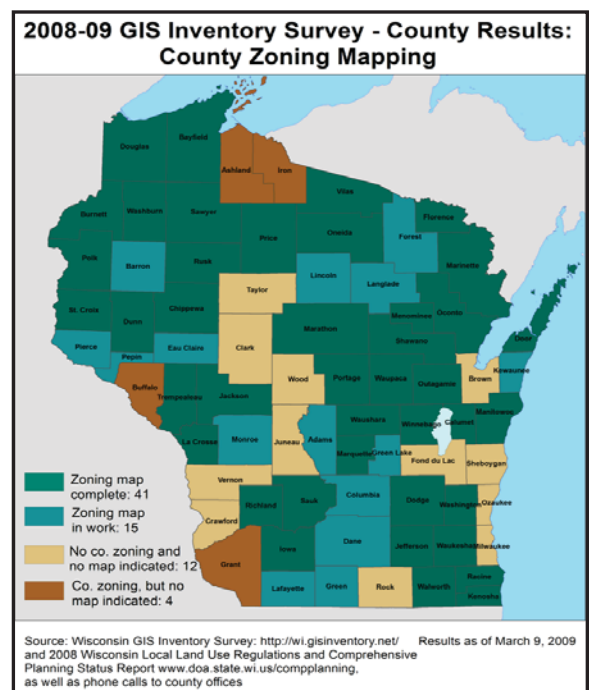 2008-09 GIS Inventory Survey - County Results:
County Zoning Mapping
Douglas
Bayfield
Ashland
Iron
Vilas
Florence
Burnett
Washburn
Sawyer
Price
Oneida
Forest
Marinette
Polk
Barron
Rusk
Lincoln
Langlade
Taylor
St. Croix
Dunn
Chippewa
Marathon
Menominee
Oconto
Door
Pierce
Pepin
Eau Claire
Clark
Shawano
Kewaunee
Buffalo
Trempealeau
Jackson
Wood
Portage
Waupaca
Outagamie
Brown
La Crosse
Monroe
Juneau
Adams
Waushara
Winnebago
Calumet
Manitowoc
Marquette
Green Lake
Fond du Lac
Sheboygan
Vernon
Columbia
Dodge
Washington
Ozaukee
Crawford
Richland
Sauk
Grant
Iowa
Dane
Jefferson
Waukesha
Milwaukee
Lafayette
Green
Rock
Walworth
Racine
Kenosha
Zoning map
complete: 41
Zoning map
in work: 15
No co. zoning and
no map indicated: 12
Co. zoning, but no
map indicated: 4
Source: Wisconsin GIS Inventory Survey: http://wi.gisinventory.net/ Results as of March 9, 2009
and 2008 Wisconsin Local Land Use Regulations and Comprehensive
Planning Status Report www.doa.state.wi.us/compplanning,
as well as phone calls to county offices